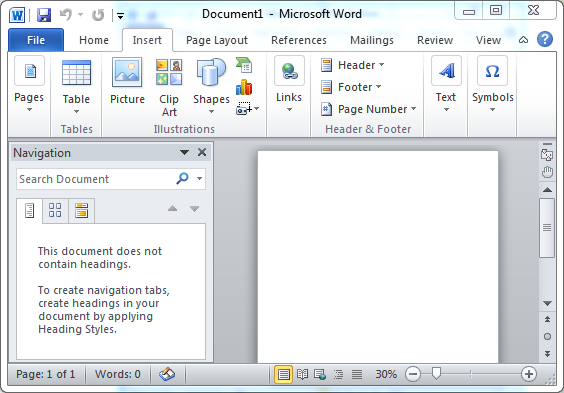 Document1 - Microsoft Word
File Home Insert Page Layout References Mailings Review View
Pages
Table
Tables
Picture
Clip
Art
Shapes
Illustrations
Links
Header
Footer
Page Number
Header & Footer
Text
Symbols
Navigation
Search Document
This document does not
contain headings.
To create navigation tabs,
create headings in your
document by applying
Heading Styles.
Page: 1 of 1 Words: 0 30%